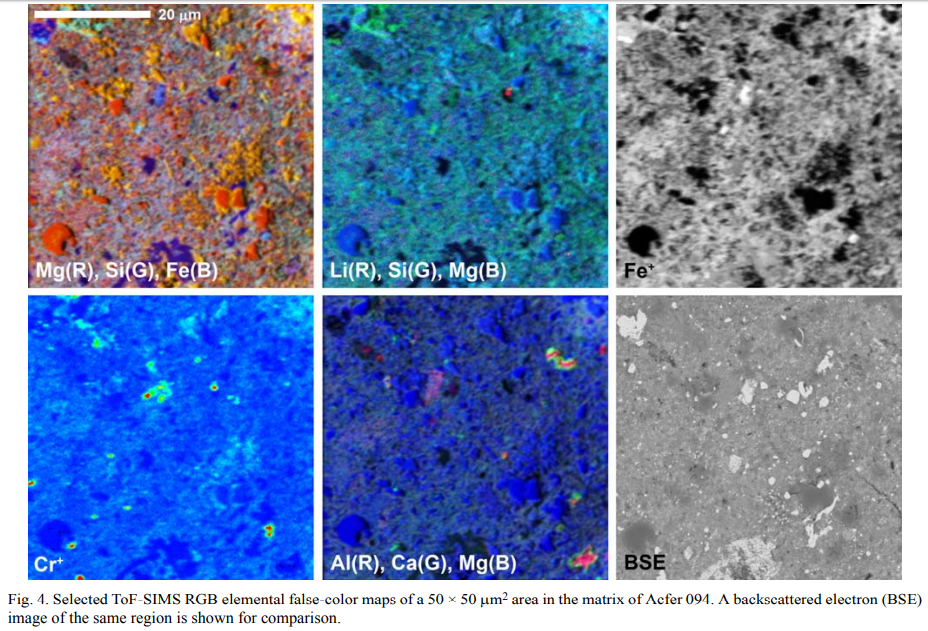 20 µm
Mg(R), Si(G), Fe(B)
Li(R), Si(G), Mg(B)
Fe⁺
Cr⁺
Al(R), Ca(G), Mg(B)
BSE
Fig. 4. Selected ToF-SIMS RGB elemental false-color maps of a 50 × 50 μm² area in the matrix of Acfer 094. A backscattered electron (BSE)
image of the same region is shown for comparison.